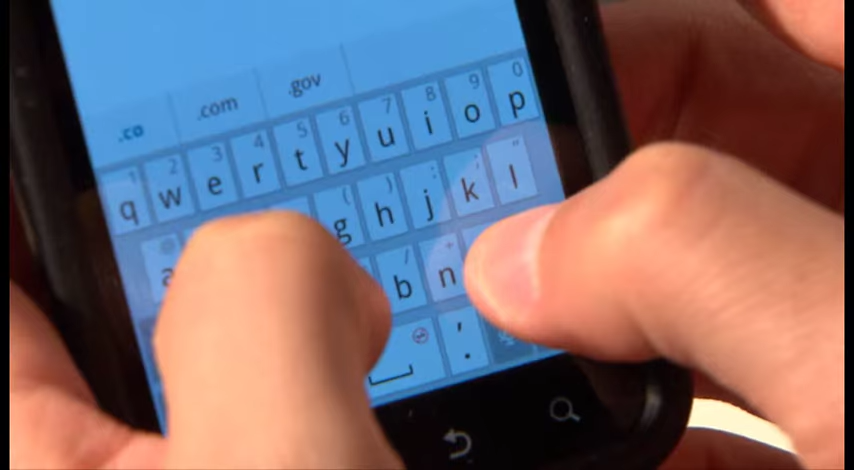 .co .com .gov
1 2 3 4 5 6 7 8 9 0
q w e r t y u i o p
@ ( ) : ; "
a g h j k l
/ +
b n
' .